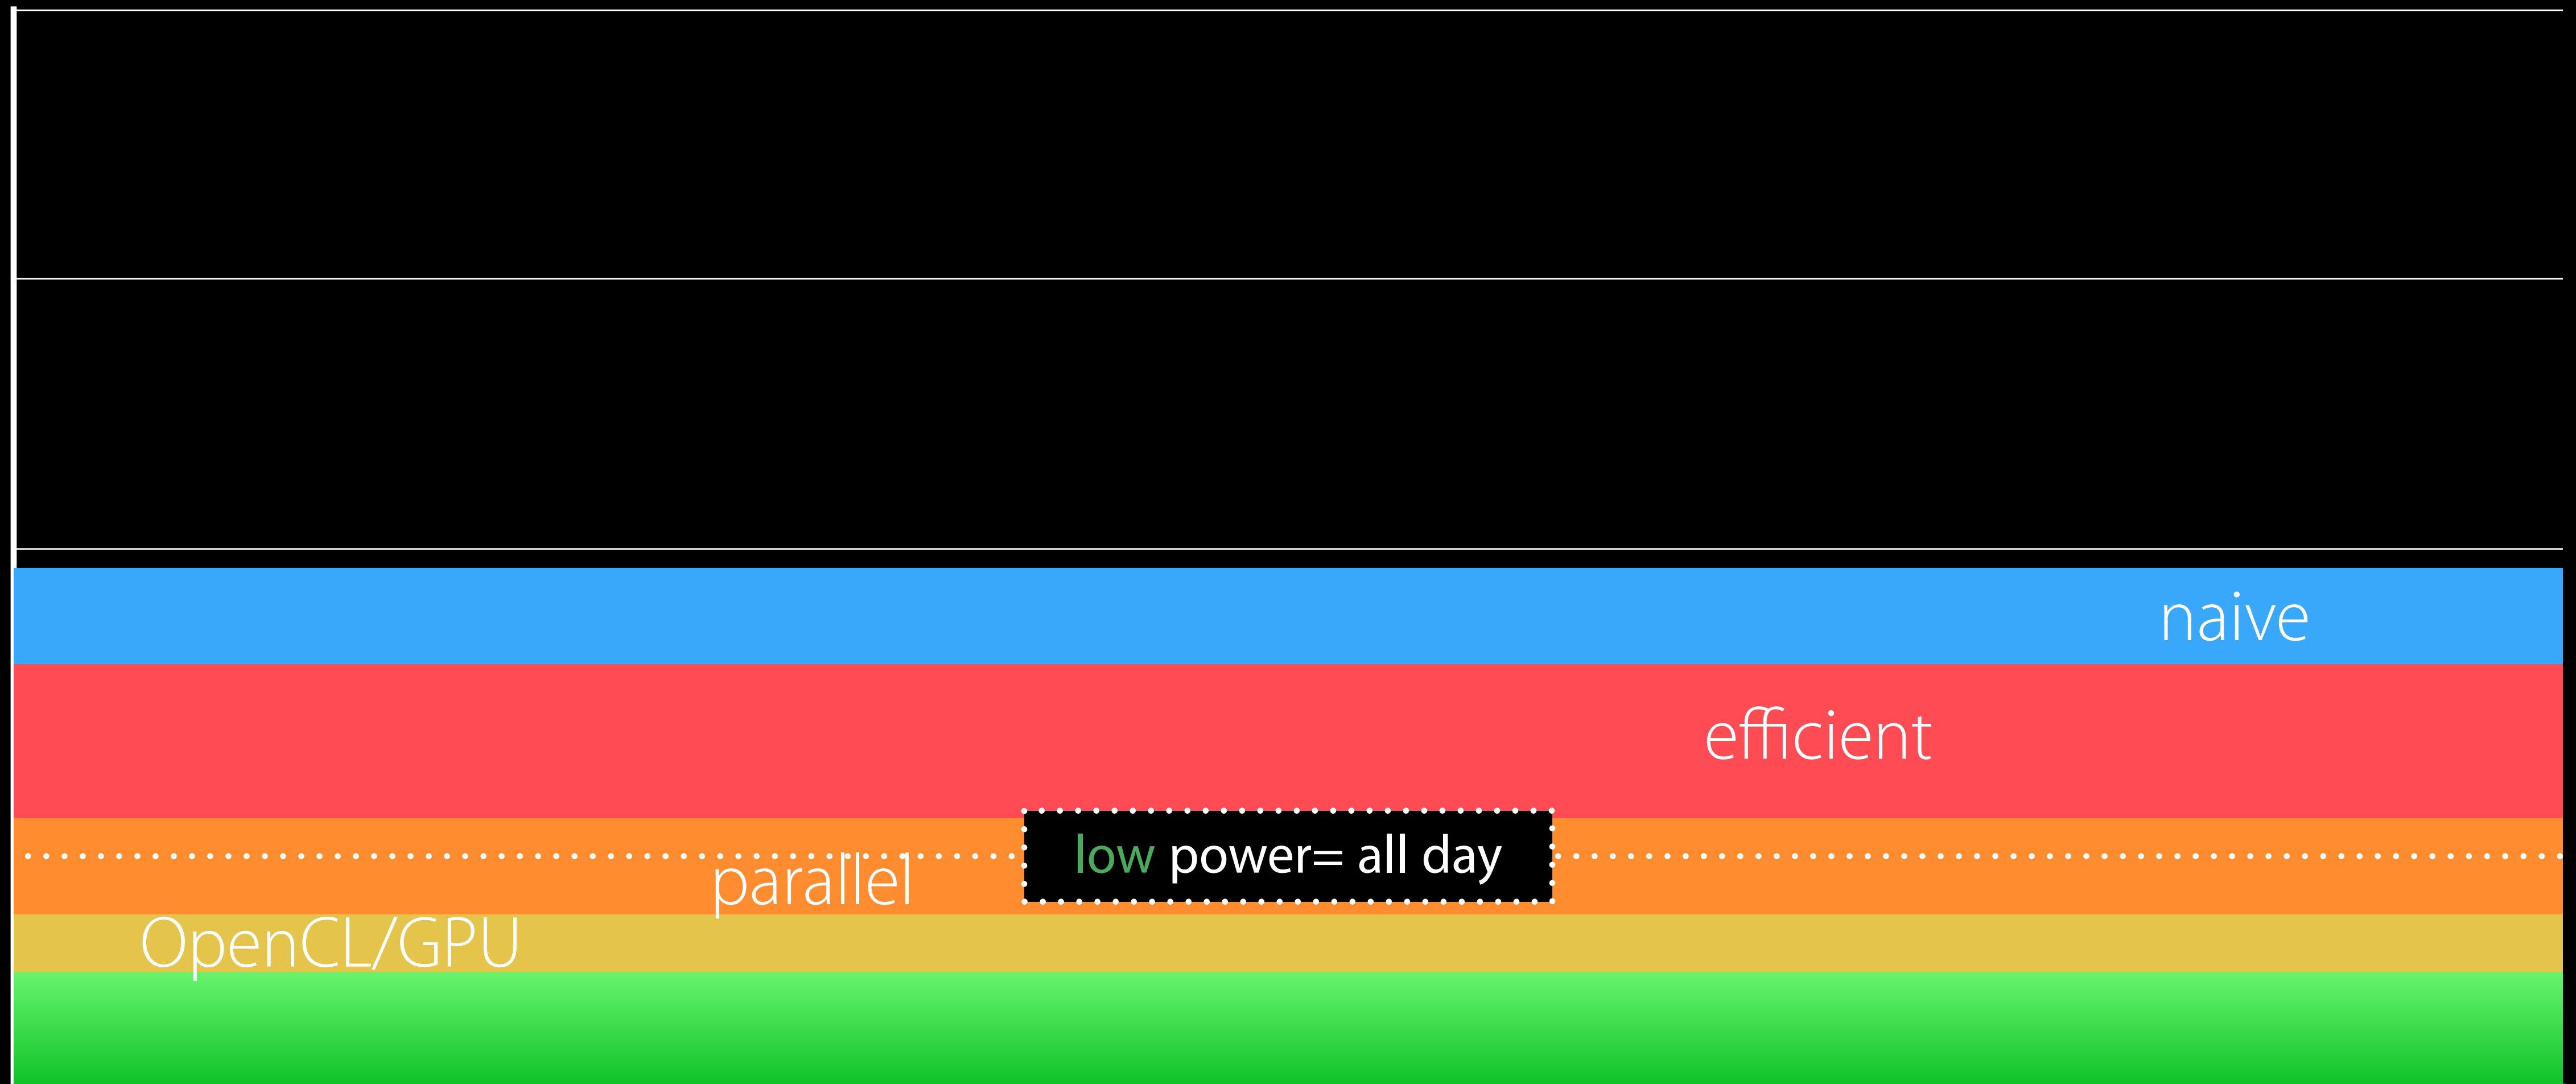 naive
efficient
low power= all day
parallel
OpenCL/GPU